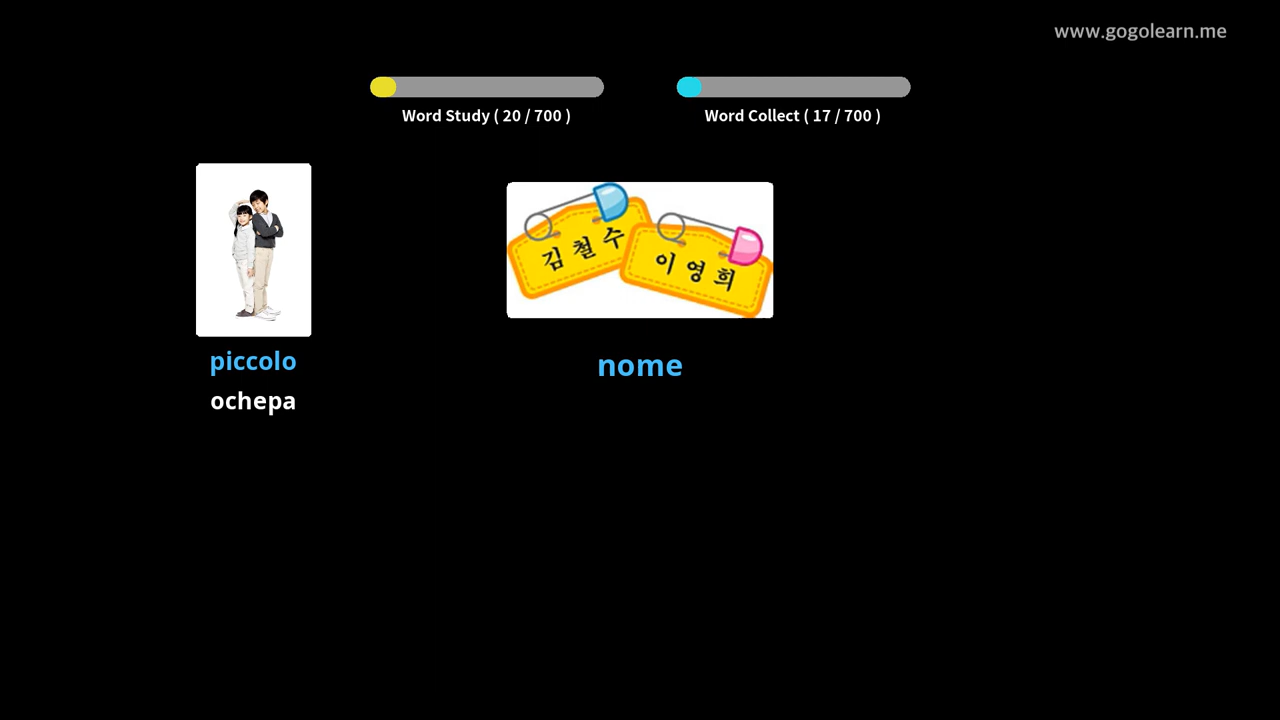 www.gogolearn.me
Word Study ( 20 / 700 )
Word Collect ( 17 / 700 )
김철수
이영희
piccolo
ochepa
nome